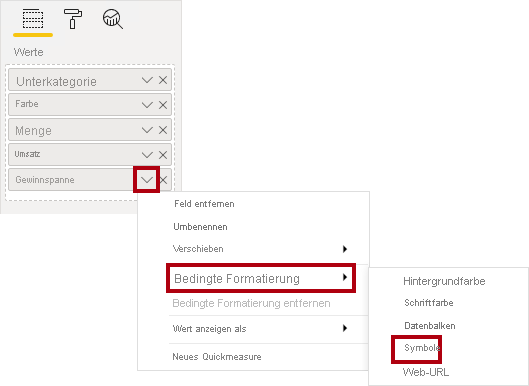 Werte
Unterkategorie
Farbe
Menge
Umsatz
Gewinnspanne
Feld entfernen
Umbenennen
Verschieben
Bedingte Formatierung
Bedingte Formatierung entfernen
Wert anzeigen als
Neues Quickmeasure
Hintergrundfarbe
Schriftfarbe
Datenbalken
Symbole
Web-URL